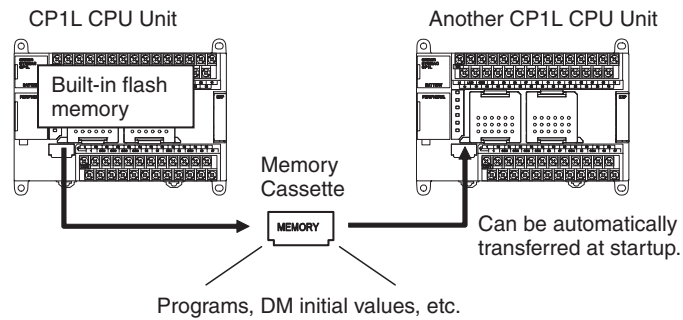 CP1L CPU Unit
Another CP1L CPU Unit
Built-in flash
memory
Memory
Cassette
MEMORY
Can be automatically
transferred at startup.
Programs, DM initial values, etc.